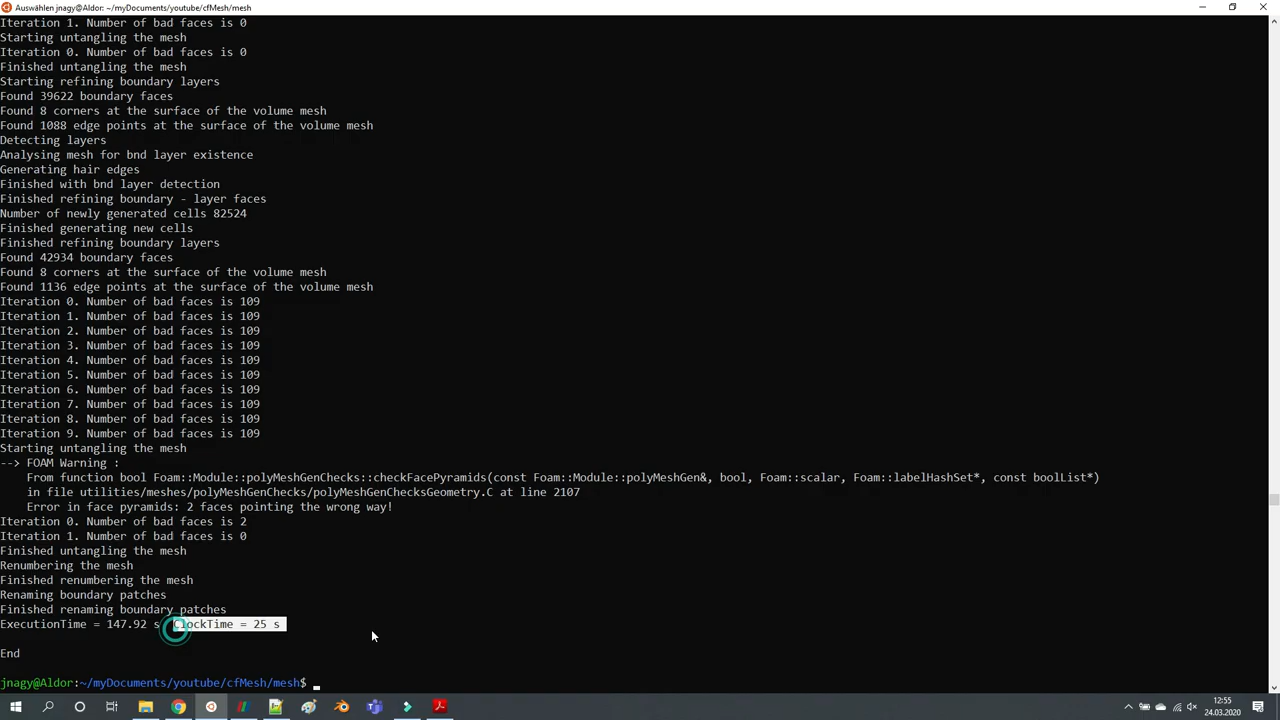 Auswählen jnagy@Aldor: ~/myDocuments/youtube/cfMesh/mesh
Iteration 1. Number of bad faces is 0
Starting untangling the mesh
Iteration 0. Number of bad faces is 0
Finished untangling the mesh
Starting refining boundary layers
Found 39622 boundary faces
Found 8 corners at the surface of the volume mesh
Found 1088 edge points at the surface of the volume mesh
Detecting layers
Analysing mesh for bnd layer existence
Generating hair edges
Finished with bnd layer detection
Finished refining boundary - layer faces
Number of newly generated cells 82524
Finished generating new cells
Finished refining boundary layers
Found 42934 boundary faces
Found 8 corners at the surface of the volume mesh
Found 1136 edge points at the surface of the volume mesh
Iteration 0. Number of bad faces is 109
Iteration 1. Number of bad faces is 109
Iteration 2. Number of bad faces is 109
Iteration 3. Number of bad faces is 109
Iteration 4. Number of bad faces is 109
Iteration 5. Number of bad faces is 109
Iteration 6. Number of bad faces is 109
Iteration 7. Number of bad faces is 109
Iteration 8. Number of bad faces is 109
Iteration 9. Number of bad faces is 109
Starting untangling the mesh
--> FOAM Warning :
From function bool Foam::Module::polyMeshGenChecks::checkFacePyramids(const Foam::Module::polyMeshGen&, bool, Foam::scalar, Foam::labelHashSet*, const boolList*)
in file utilities/meshes/polyMeshGenChecks/polyMeshGenChecksGeometry.C at line 2107
Error in face pyramids: 2 faces pointing the wrong way!
Iteration 0. Number of bad faces is 2
Iteration 1. Number of bad faces is 0
Finished untangling the mesh
Renumbering the mesh
Finished renumbering the mesh
Renaming boundary patches
Finished renaming boundary patches
ExecutionTime = 147.92 s ClockTime = 25 s
End
jnagy@Aldor:~/myDocuments/youtube/cfMesh/mesh$
12:55
24.03.2020